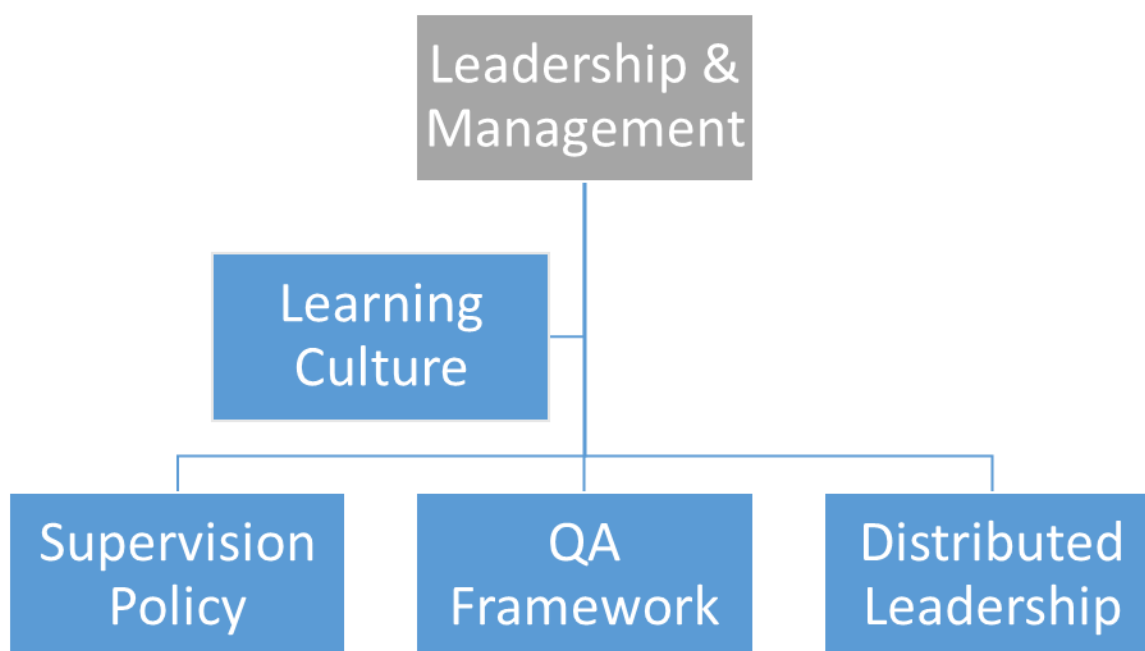 Leadership &
Management
Learning
Culture
Supervision
Policy
QA
Framework
Distributed
Leadership